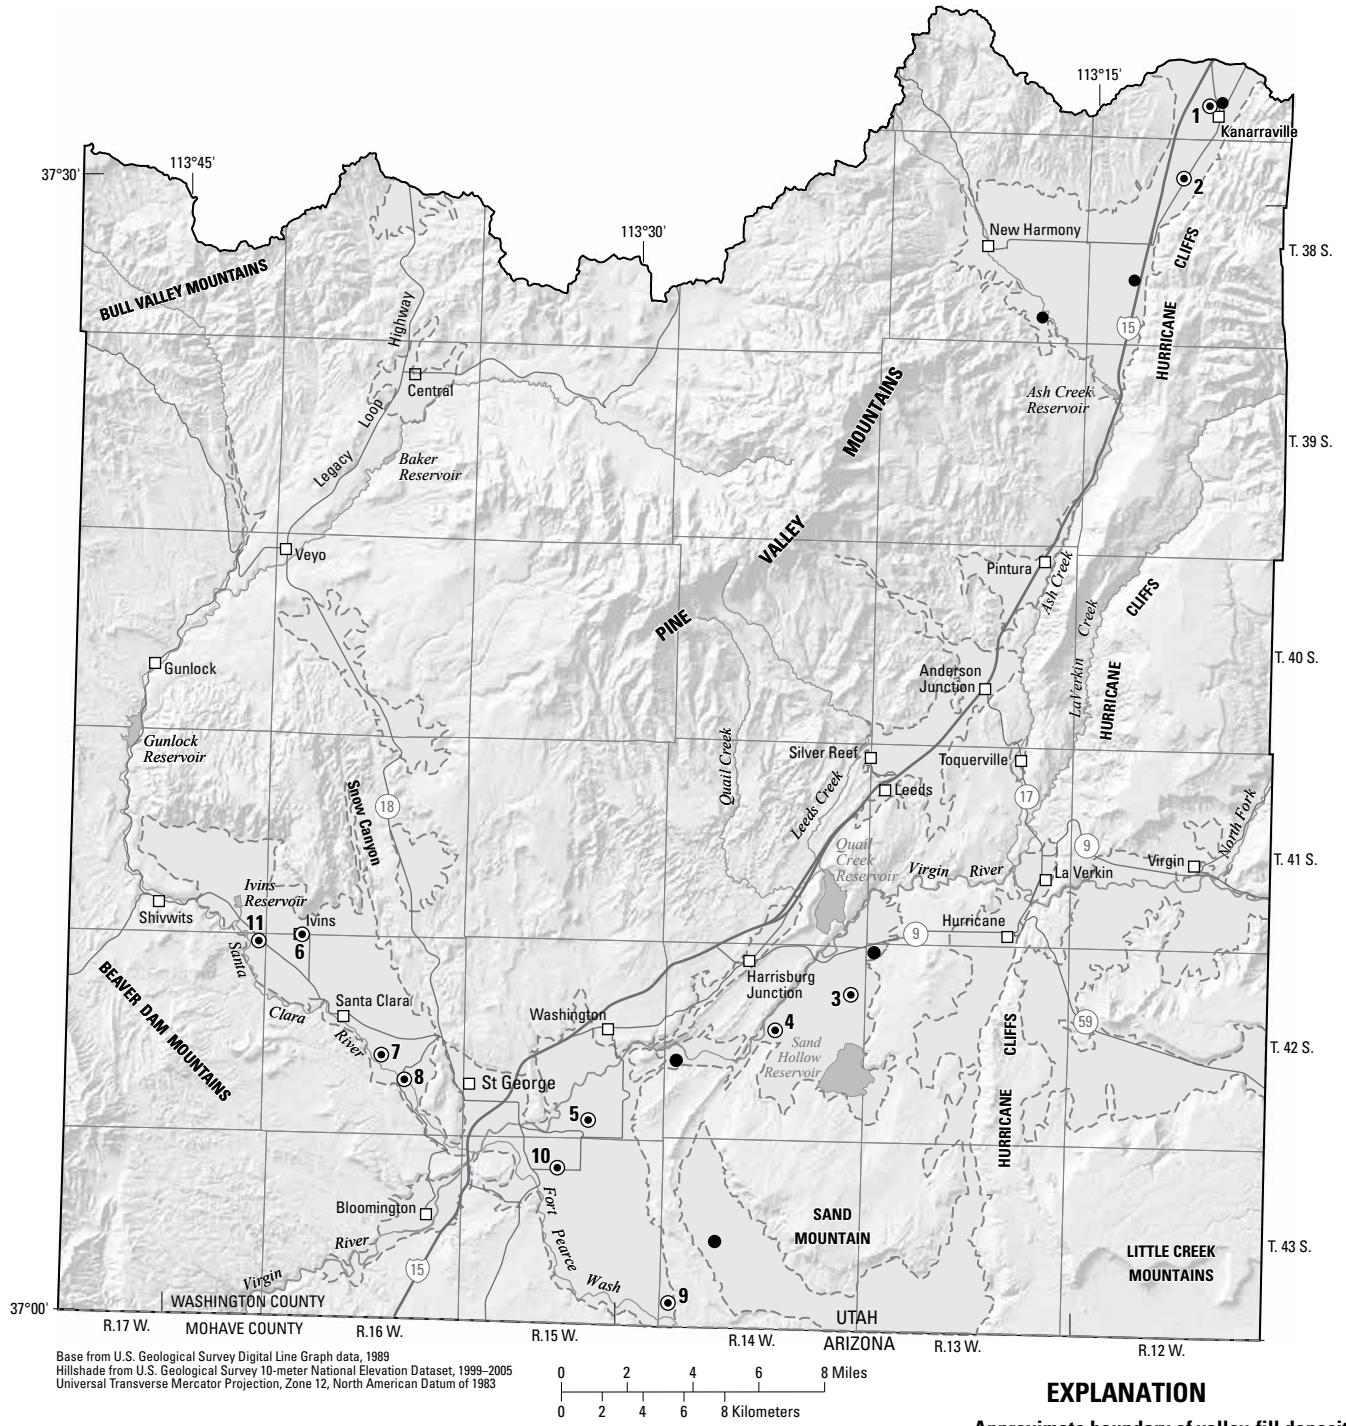 113°15'
1
Kanarraville
113°45'
37°30'
2
113°30'
New Harmony
CLIFFS
T. 38 S.
BULL VALLEY MOUNTAINS
Highway
15
HURRICANE
Central
Loop
MOUNTAINS
Ash Creek
Reservoir
T. 39 S.
Legacy
Baker
Reservoir
Veyo
VALLEY
Pintura
Ash Creek
CLIFFS
Creek
PINE
Gunlock
Anderson
Junction
LaVerkin
HURRICANE
T. 40 S.
Gunlock
Reservoir
Quail Creek
Silver Reef
Toquerville
Snow Canyon
18
Leeds Creek
Leeds
17
North Fork
Quail
Creek
Reservoir
9
Virgin
T. 41 S.
Virgin River
La Verkin
Ivins
Reservoir
Shivwits
11
Ivins
6
Hurricane
9
Santa
Harrisburg
Junction
3
BEAVER DAM MOUNTAINS
Santa Clara
Clara
River
Washington
4
59
CLIFFS
Sand
Hollow
Reservoir
T. 42 S.
7
8
St George
5
HURRICANE
10
Fort
Pearce
Wash
Bloomington
SAND
MOUNTAIN
River
Virgin
15
LITTLE CREEK
MOUNTAINS
T. 43 S.
9
37°00'
WASHINGTON COUNTY
MOHAVE COUNTY
UTAH
ARIZONA
R.17 W.
R.16 W.
R.15 W.
R.14 W.
R.13 W.
R.12 W.
Base from U.S. Geological Survey Digital Line Graph data, 1989
Hillshade from U.S. Geological Survey 10-meter National Elevation Dataset, 1999–2005
Universal Transverse Mercator Projection, Zone 12, North American Datum of 1983
0 2 4 6 8 Miles
0 2 4 6 8 Kilometers
EXPLANATION